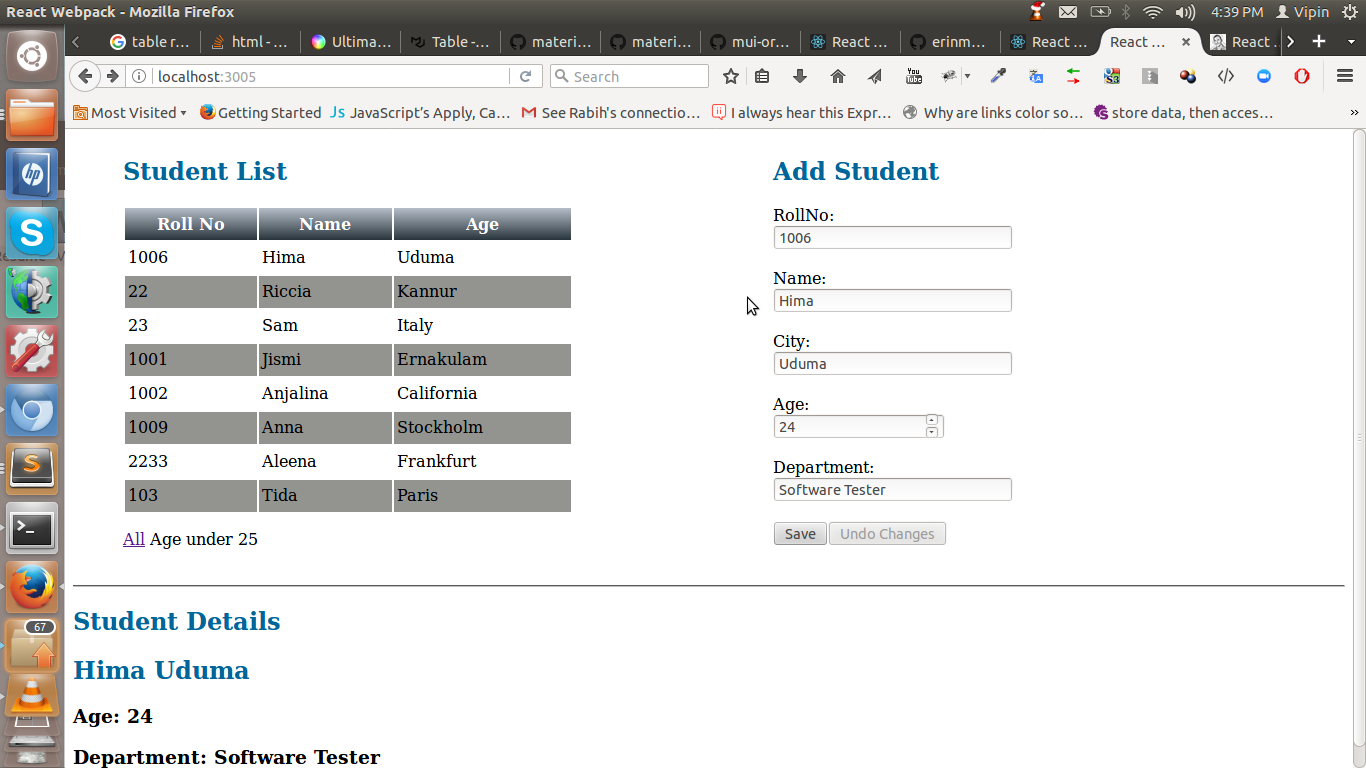 React Webpack - Mozilla Firefox
4:39 PM Vipin
table r... html - ... Ultima... Table -... materi... materi... mui-or... React ... erinm... React ... React ... React
localhost:3005 Search
Most Visited Getting Started JavaScript's Apply, Ca... See Rabih's connectio... I always hear this Expr... Why are links color so... store data, then acces...
Student List
Roll No Name Age
1006 Hima Uduma
22 Riccia Kannur
23 Sam Italy
1001 Jismi Ernakulam
1002 Anjalina California
1009 Anna Stockholm
2233 Aleena Frankfurt
103 Tida Paris
All Age under 25
Add Student
RollNo:
1006
Name:
Hima
City:
Uduma
Age:
24
Department:
Software Tester
Save Undo Changes
Student Details
Hima Uduma
Age: 24
Department: Software Tester
67